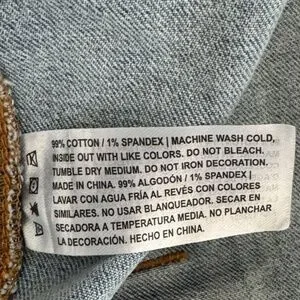 99% COTTON / 1% SPANDEX | MACHINE WASH COLD,
INSIDE OUT WITH LIKE COLORS. DO NOT BLEACH.
TUMBLE DRY MEDIUM. DO NOT IRON DECORATION.
MADE IN CHINA. 99% ALGODÓN / 1% SPANDEX |
LAVAR CON AGUA FRÍA AL REVÉS CON COLORES
SIMILARES. NO USAR BLANQUEADOR. SECAR EN
SECADORA A TEMPERATURA MEDIA. NO PLANCHAR
LA DECORACIÓN. HECHO EN CHINA.